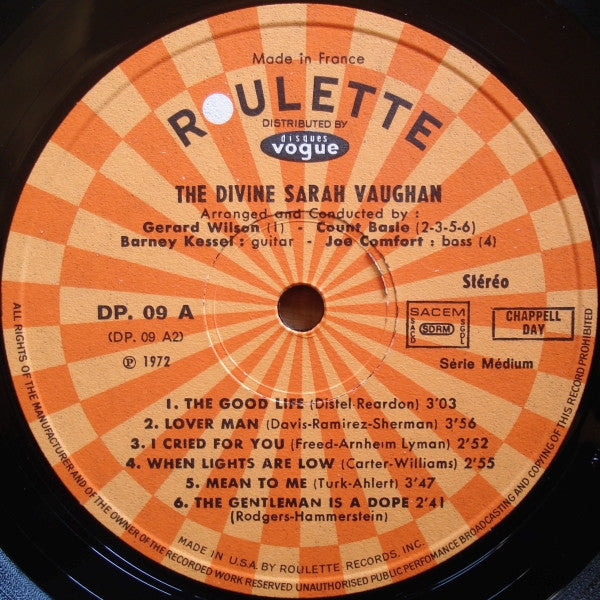 Made in France
ROULETTE
DISTRIBUTED BY
disques
vogue
THE DIVINE SARAH VAUGHAN
Arranged and Conducted by :
Gerard Wilson (1) - Count Basie (2-3-5-6)
Barney Kessel : guitar - Joe Comfort : bass (4)
Stéréo
DP. 09 A
(DP. 09 A2)
℗ 1972
SACEM
SACD
SDRM
SGDL
CHAPPELL
DAY
Série Médium
1. THE GOOD LIFE (Distel-Reardon) 3'03
2. LOVER MAN (Davis-Ramirez-Sherman) 3'56
3. I CRIED FOR YOU (Freed-Arnheim Lyman) 2'52
4. WHEN LIGHTS ARE LOW (Carter-Williams) 2'55
5. MEAN TO ME (Turk-Ahlert) 3'47
6. THE GENTLEMAN IS A DOPE 2'41
(Rodgers-Hammerstein)
MADE IN U.S.A. BY ROULETTE RECORDS, INC.
ALL RIGHTS OF THE MANUFACTURER AND OF THE OWNER OF THE RECORDED WORK RESERVED UNAUTHORISED PUBLIC PERFOMANCE BROADCASTING AND COPYING OF THIS RECORD PROHIBITED